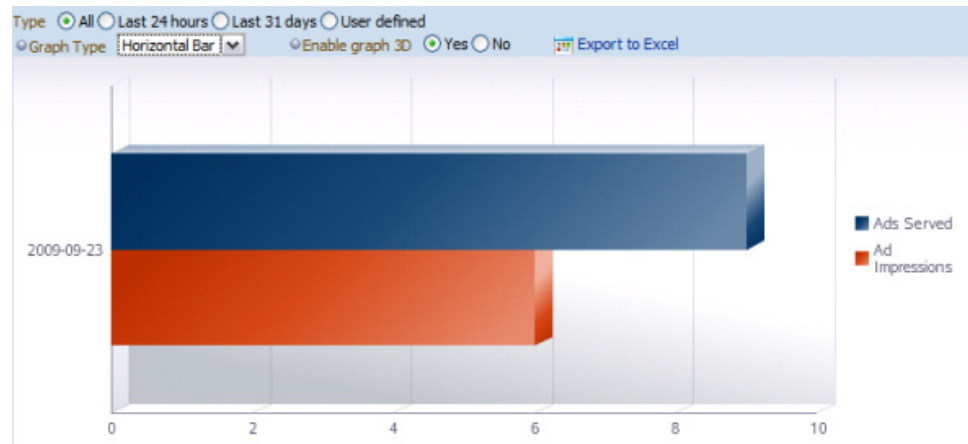 Type All Last 24 hours Last 31 days User defined
Graph Type Horizontal Bar Enable graph 3D Yes No Export to Excel
2009-09-23
Ads Served
Ad
Impressions
0 2 4 6 8 10